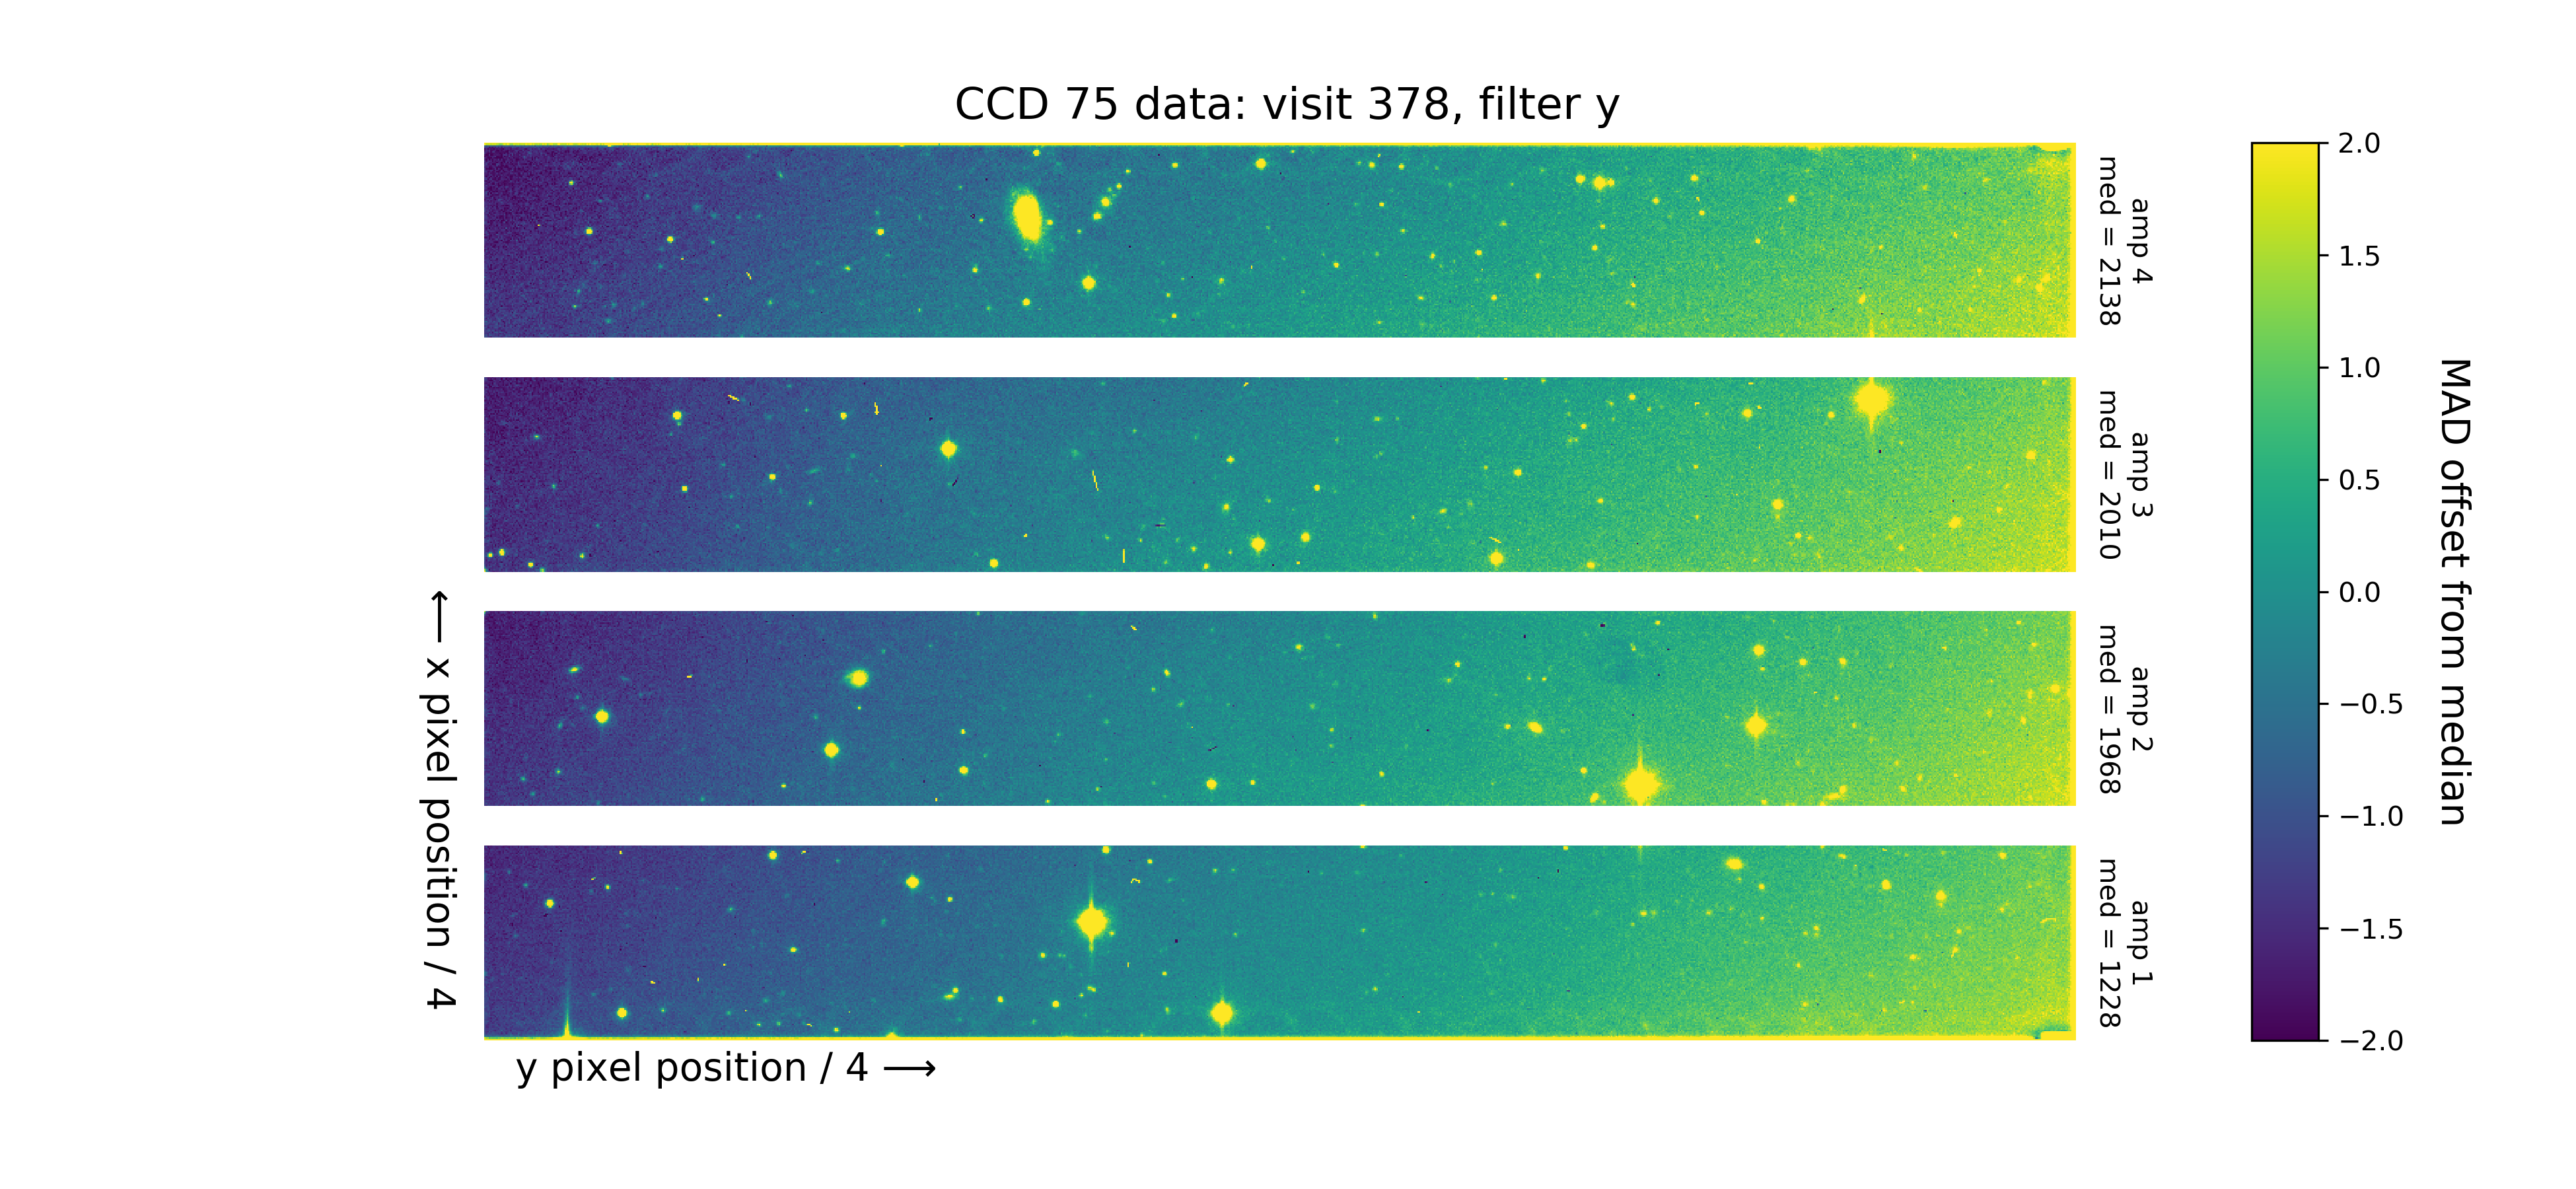 CCD 75 data: visit 378, filter y
amp 4
med = 2138
amp 3
med = 2010
amp 2
med = 1968
amp 1
med = 1228
⟵ x pixel position / 4
y pixel position / 4 ⟶
2.0
1.5
1.0
0.5
0.0
−0.5
−1.0
−1.5
−2.0
MAD offset from median